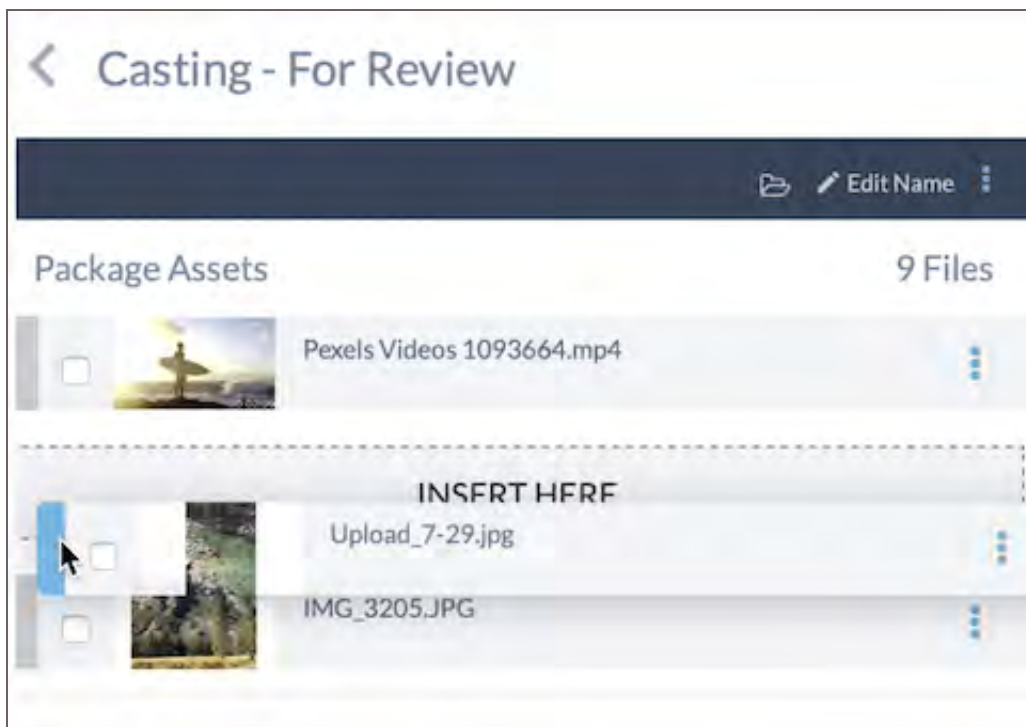 Casting - For Review
Edit Name
Package Assets
9 Files
Pexels Videos 1093664.mp4
INSERT HERE
Upload_7-29.jpg
IMG_3205.JPG